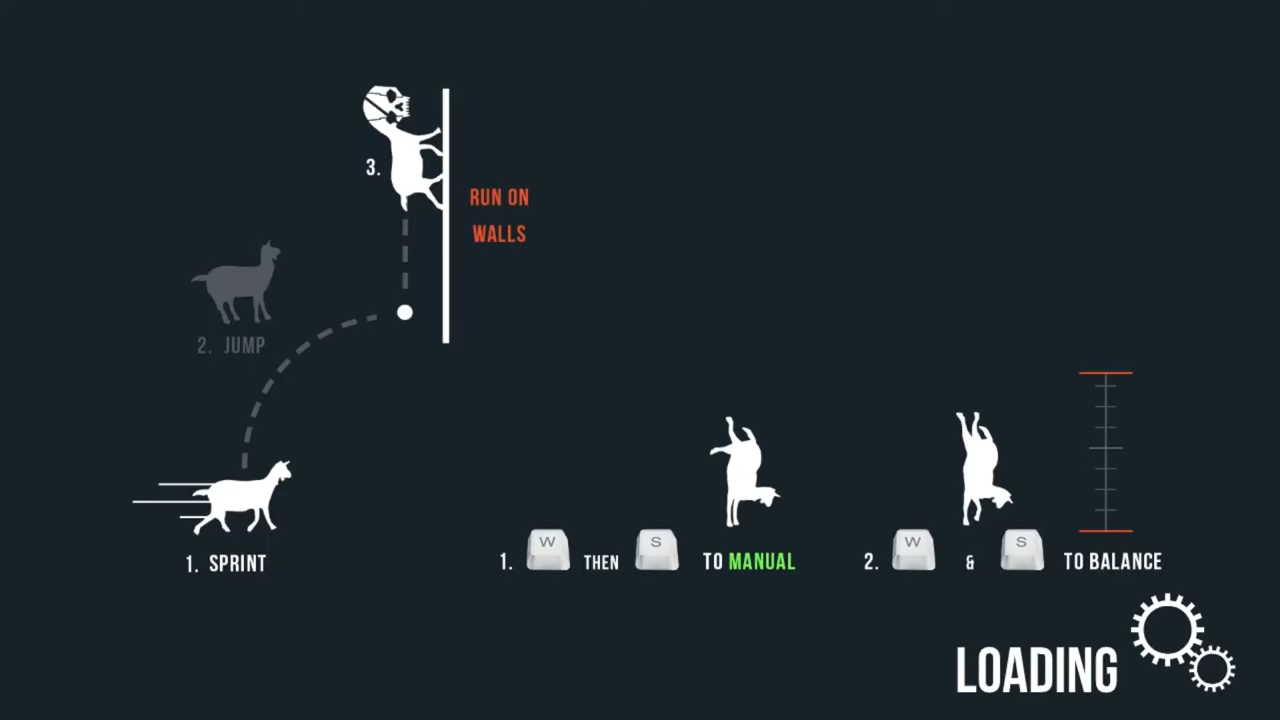 3.
RUN ON
WALLS
2. JUMP
1. SPRINT
1. W THEN S TO MANUAL
2. W & S TO BALANCE
LOADING